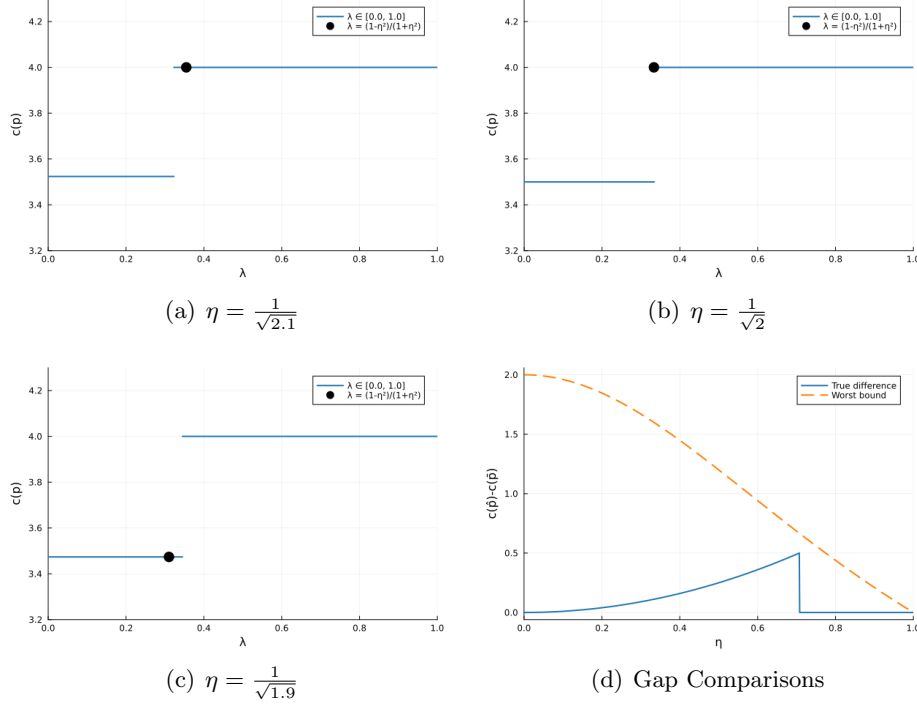 4.2
4.0
3.8
3.6
3.4
3.2
c(p)
0.0 0.2 0.4 0.6 0.8 1.0
λ
λ ∈ [0.0, 1.0]
λ = (1-η²)/(1+η²)
(a) η = 1/√2.1
4.2
4.0
3.8
3.6
3.4
3.2
c(p)
0.0 0.2 0.4 0.6 0.8 1.0
λ
λ ∈ [0.0, 1.0]
λ = (1-η²)/(1+η²)
(b) η = 1/√2
4.2
4.0
3.8
3.6
3.4
3.2
c(p)
0.0 0.2 0.4 0.6 0.8 1.0
λ
λ ∈ [0.0, 1.0]
λ = (1-η²)/(1+η²)
(c) η = 1/√1.9
2.0
1.5
1.0
0.5
0.0
c(p̂)-c(p̄)
0.0 0.2 0.4 0.6 0.8 1.0
η
True difference
Worst bound
(d) Gap Comparisons